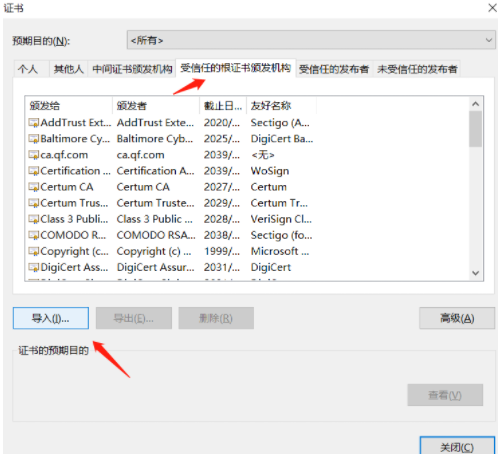 证书
预期目的(N): <所有>
个人 其他人 中间证书颁发机构 受信任的根证书颁发机构 受信任的发布者 未受信任的发布者
颁发给 颁发者 截止日... 友好名称
AddTrust Ext... AddTrust Exte... 2020/... Sectigo (A...
Baltimore Cy... Baltimore Cyb... 2025/... DigiCert Ba...
ca.qf.com ca.qf.com 2039/... <无>
Certification ... Certification A... 2039/... WoSign
Certum CA Certum CA 2027/... Certum
Certum Trus... Certum Truste... 2029/... Certum Tr...
Class 3 Publi... Class 3 Public ... 2028/... VeriSign Cl...
COMODO R... COMODO RSA... 2038/... Sectigo (fo...
Copyright (c) ... Copyright (c) ... 1999/... Microsoft ...
DigiCert Ass... DigiCert Assur... 2031/... DigiCert
导入(I)... 导出(E)... 删除(R) 高级(A)
证书的预期目的
查看(V)
关闭(C)